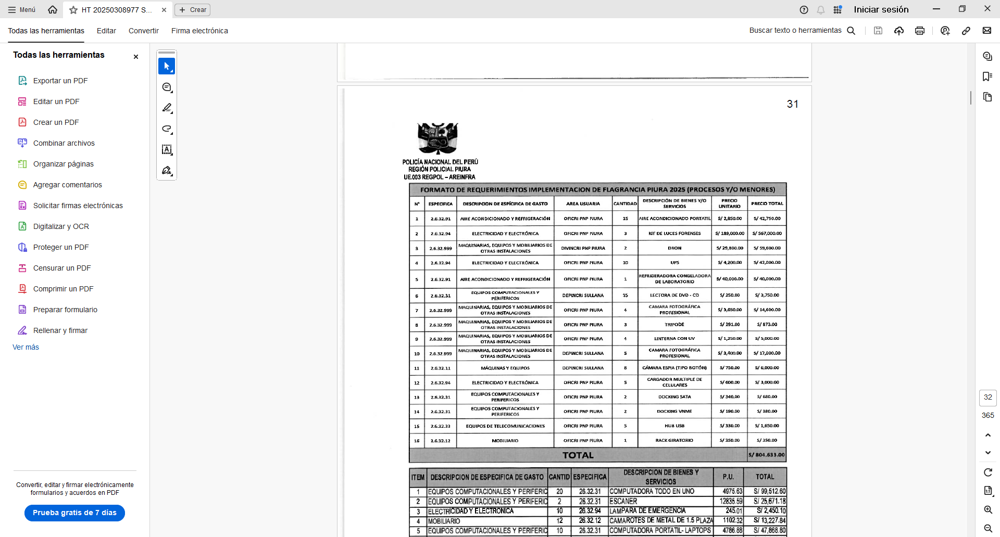 Menú
HT 20250308977 S...
Crear
Iniciar sesión
Todas las herramientas
Editar
Convertir
Firma electrónica
Buscar texto o herramientas
Todas las herramientas
Exportar un PDF
Editar un PDF
Crear un PDF
Combinar archivos
Organizar páginas
Agregar comentarios
Solicitar firmas electrónicas
Digitalizar y OCR
Proteger un PDF
Censurar un PDF
Comprimir un PDF
Preparar formulario
Rellenar y firmar
Ver más
Convertir, editar y firmar electrónicamente
formularios y acuerdos en PDF
Prueba gratis de 7 días
31
POLICÍA NACIONAL DEL PERÚ
REGIÓN POLICIAL PIURA
UE.003 REGPOL – AREINFRA
FORMATO DE REQUERIMIENTOS IMPLEMENTACION DE FLAGRANCIA PIURA 2025 (PROCESOS Y/O MENORES)
N° ESPECIFICA DESCRIPCION DE ESPÍCIFICA DE GASTO AREA USUARIA CANTIDAD DESCRIPCIÓN DE BIENES Y/O SERVICIOS PRECIO UNITARIO PRECIO TOTAL
1 2.6.32.91 AIRE ACONDICIONADO Y REFRIGERACIÓN OFICRI PNP PIURA 15 AIRE ACONDICIONADO PORTATIL S/ 2,850.00 S/ 42,750.00
2 2.6.32.94 ELECTRICIDAD Y ELECTRÓNICA OFICRI PNP PIURA 3 KIT DE LUCES FORENSES S/ 189,000.00 S/ 567,000.00
3 2.6.32.999 MAQUINARIAS, EQUIPOS Y MOBILIARIOS DE OTRAS INSTALACIONES DIVINCRI PNP PIURA 2 DRON S/ 29,800.00 S/ 59,600.00
4 2.6.32.94 ELECTRICIDAD Y ELECTRÓNICA OFICRI PNP PIURA 10 UPS S/ 4,200.00 S/ 42,000.00
5 2.6.32.91 AIRE ACONDICIONADO Y REFRIGERACIÓN OFICRI PNP PIURA 1 REFRIGERADORA CONGELADORA DE LABORATORIO S/ 40,000.00 S/ 40,000.00
6 2.6.32.31 EQUIPOS COMPUTACIONALES Y PERIFERICOS DEPINCRI SULLANA 15 LECTORA DE DVD - CD S/ 250.00 S/ 3,750.00
7 2.6.32.999 MAQUINARIAS, EQUIPOS Y MOBILIARIOS DE OTRAS INSTALACIONES OFICRI PNP PIURA 4 CAMARA FOTOGRÁFICA PROFESIONAL S/ 3,650.00 S/ 14,600.00
8 2.6.32.999 MAQUINARIAS, EQUIPOS Y MOBILIARIOS DE OTRAS INSTALACIONES OFICRI PNP PIURA 3 TRIPODE S/ 291.00 S/ 873.00
9 2.6.32.999 MAQUINARIAS, EQUIPOS Y MOBILIARIOS DE OTRAS INSTALACIONES OFICRI PNP PIURA 4 LINTERNA CON UV S/ 1,250.00 S/ 5,000.00
10 2.6.32.999 MAQUINARIAS, EQUIPOS Y MOBILIARIOS DE OTRAS INSTALACIONES DEPINCRI SULLANA 5 CAMARA FOTOGRÁFICA PROFESIONAL S/ 3,400.00 S/ 17,000.00
11 2.6.32.11 MÁQUINAS Y EQUIPOS DEPINCRI SULLANA 8 CÁMARA ESPIA (TIPO BOTÓN) S/ 750.00 S/ 6,000.00
12 2.6.32.94 ELECTRICIDAD Y ELECTRÓNICA OFICRI PNP PIURA 5 CARGADOR MULTIPLE DE CELULARES S/ 600.00 S/ 3,000.00
13 2.6.32.31 EQUIPOS COMPUTACIONALES Y PERIFERICOS OFICRI PNP PIURA 2 DOCKING SATA S/ 340.00 S/ 680.00
14 2.6.32.31 EQUIPOS COMPUTACIONALES Y PERIFERICOS OFICRI PNP PIURA 2 DOCKING VNME S/ 190.00 S/ 380.00
15 2.6.32.33 EQUIPOS DE TELECOMUNICACIONES OFICRI PNP PIURA 5 HUB USB S/ 330.00 S/ 1,650.00
16 2.6.32.12 MOBILIARIO OFICRI PNP PIURA 1 RACK GIRATORIO S/ 350.00 S/ 350.00
TOTAL S/ 804,633.00
ITEM DESCRIPCION DE ESPECIFICA DE GASTO CANTID ESPECIFICA DESCRIPCION DE BIENES Y SERVICIOS P.U. TOTAL
1 EQUIPOS COMPUTACIONALES Y PERIFERIC 20 26.32.31 COMPUTADORA TODO EN UNO 4975.63 S/ 99,512.60
2 EQUIPOS COMPUTACIONALES Y PERIFERIC 2 26.32.31 ESCANER 12835.59 S/ 25,671.18
3 ELECTRICIDAD Y ELECTRONICA 10 26.32.94 LAMPARA DE EMERGENCIA 245.01 S/ 2,450.10
4 MOBILIARIO 12 26.32.12 CAMAROTES DE METAL DE 1.5 PLAZA 1102.32 S/ 13,227.84
5 EQUIPOS COMPUTACIONALES Y PERIFERIC 10 26.32.31 COMPUTADORA PORTATIL- LAPTOPS 4786.88 S/ 47,868.80
32
365